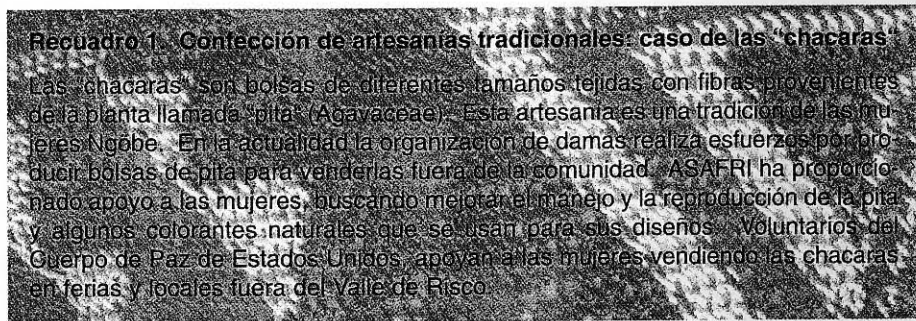 Recuadro 1. Confección de artesanías tradicionales: caso de las "chacaras"
Las "chacaras" son bolsas de diferentes tamaños tejidas con fibras provenientes
de la planta llamada "pita" (Agavaceae). Esta artesanía es una tradición de las mu-
jeres Ngöbe. En la actualidad la organización de damas realiza esfuerzos por pro-
ducir bolsas de pita para venderlas fuera de la comunidad. ASAFRI ha proporcio-
nado apoyo a las mujeres, buscando mejorar el manejo y la reproducción de la pita
y algunos colorantes naturales que se usan para sus diseños. Voluntarios del
Cuerpo de Paz de Estados Unidos, apoyan a las mujeres vendiendo las chacaras
en ferias y locales fuera del Valle de Risco.